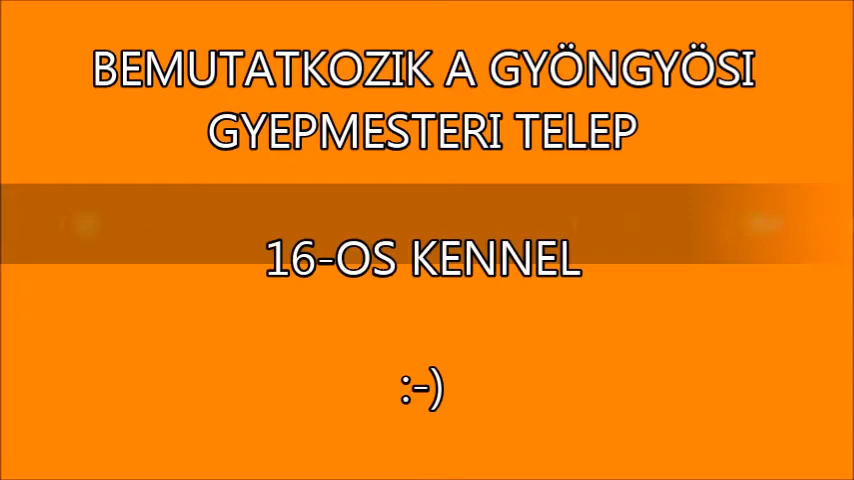 BEMUTATKOZIK A GYÖNGYÖSI
GYEPMESTERI TELEP
16-OS KENNEL
:-)